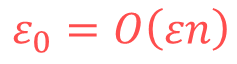 ε₀ = O(εn)